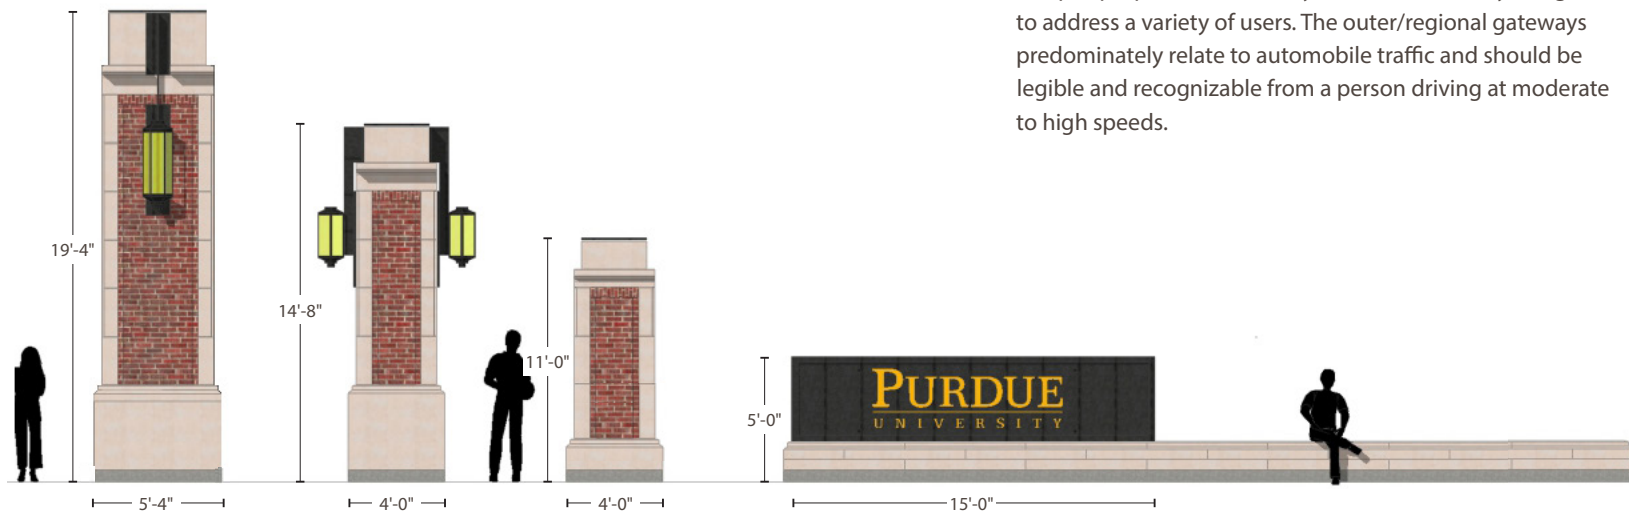 to address a variety of users. The outer/regional gateways
predominately relate to automobile traffic and should be
legible and recognizable from a person driving at moderate
to high speeds.
19'-4"
14'-8"
11'-0"
5'-0"
PURDUE
UNIVERSITY
5'-4"
4'-0"
4'-0"
15'-0"